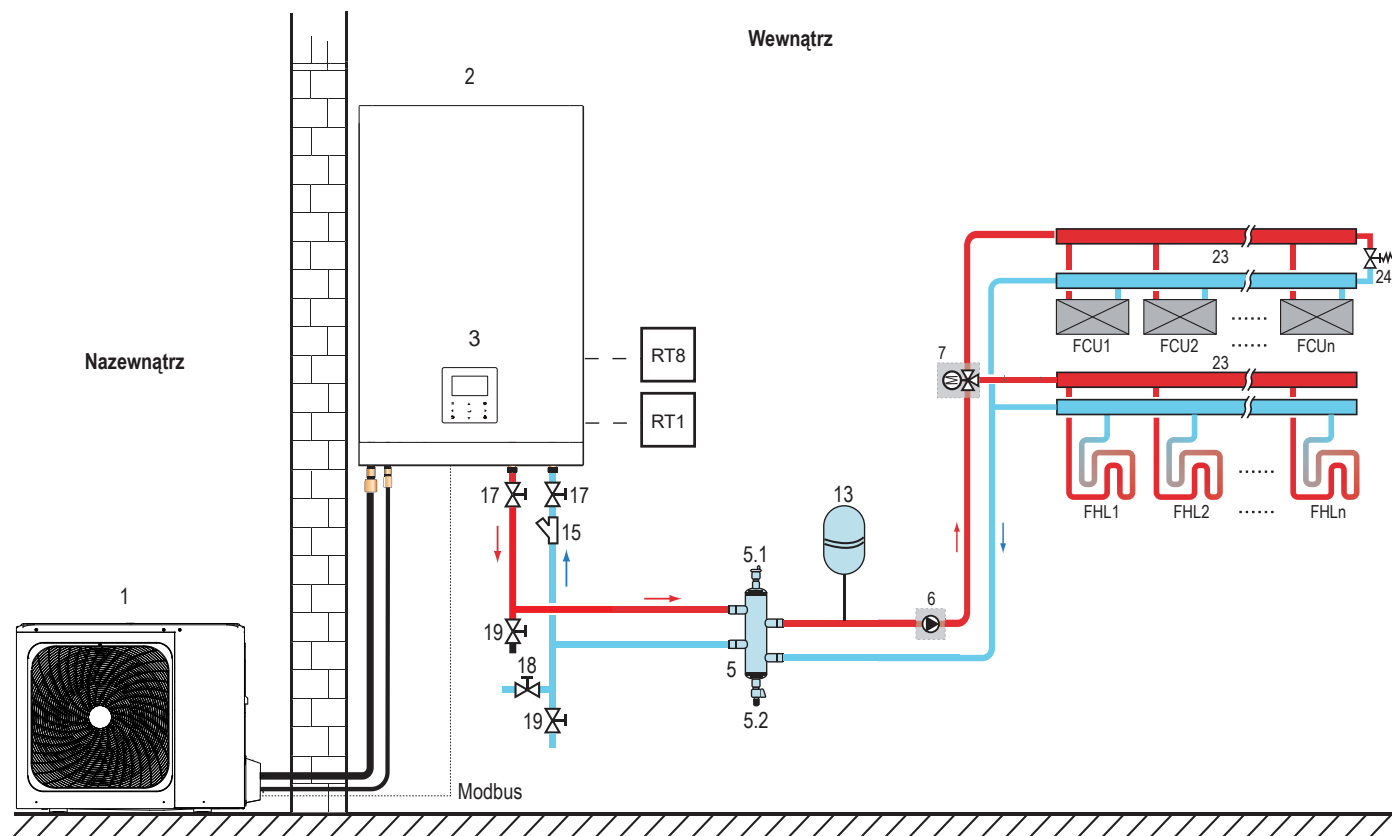 Wewnątrz
2
23
24
FCU1 FCU2 ...... FCUn
......
3
RT8
7
23
Nazewnątrz
RT1
17 17
13
FHL1 FHL2 ...... FHLn
......
15
5.1
1
6
19
18
5
19
5.2
Modbus